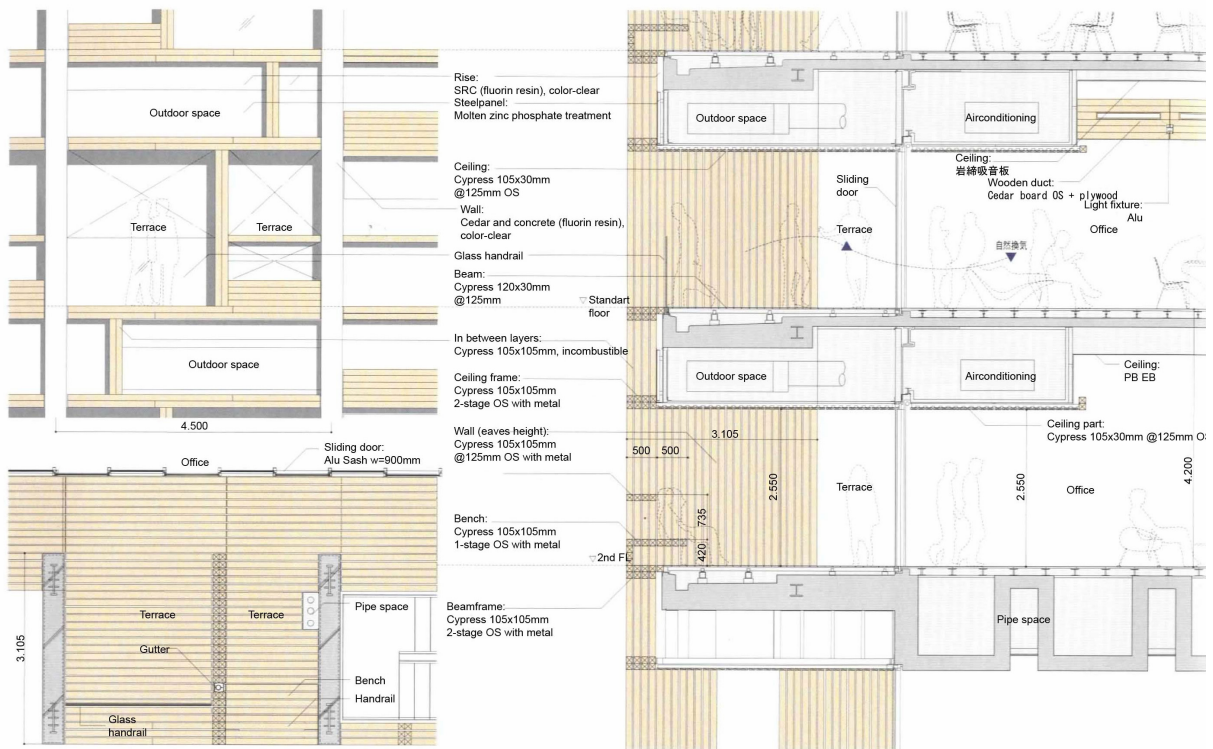 Outdoor space
Terrace
Terrace
Outdoor space
4.500
Rise:
SRC (fluorin resin), color-clear
Steelpanel:
Molten zinc phosphate treatment
Ceiling:
Cypress 105x30mm
@125mm OS
Wall:
Cedar and concrete (fluorin resin),
color-clear
Glass handrail
Beam:
Cypress 120x30mm
@125mm
▽ Standart
floor
In between layers:
Cypress 105x105mm, incombustible
Ceiling frame:
Cypress 105x105mm
2-stage OS with metal
Wall (eaves height):
Cypress 105x105mm
@125mm OS with metal
Bench:
Cypress 105x105mm
1-stage OS with metal
▽2nd FL
Beamframe:
Cypress 105x105mm
2-stage OS with metal
Office
Sliding door:
Alu Sash w=900mm
3.105
Terrace
Terrace
Pipe space
Gutter
Bench
Handrail
Glass
handrail
Outdoor space
Airconditioning
Ceiling:
岩締吸音板
Wooden duct:
Cedar board OS + plywood
Light fixture:
Alu
Sliding
door
Terrace
Office
自然換気
Outdoor space
Airconditioning
Ceiling:
PB EB
Ceiling part:
Cypress 105x30mm @125mm OS
3.105
500
500
2.550
735
420
Terrace
2.550
Office
4.200
Pipe space